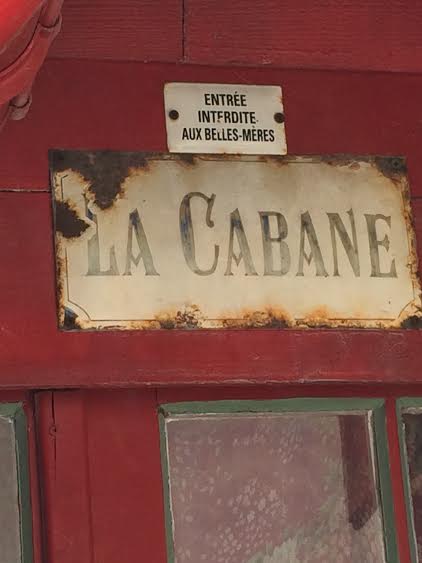 ENTRÉE
INTERDITE
AUX BELLES-MÈRES
LA CABANE